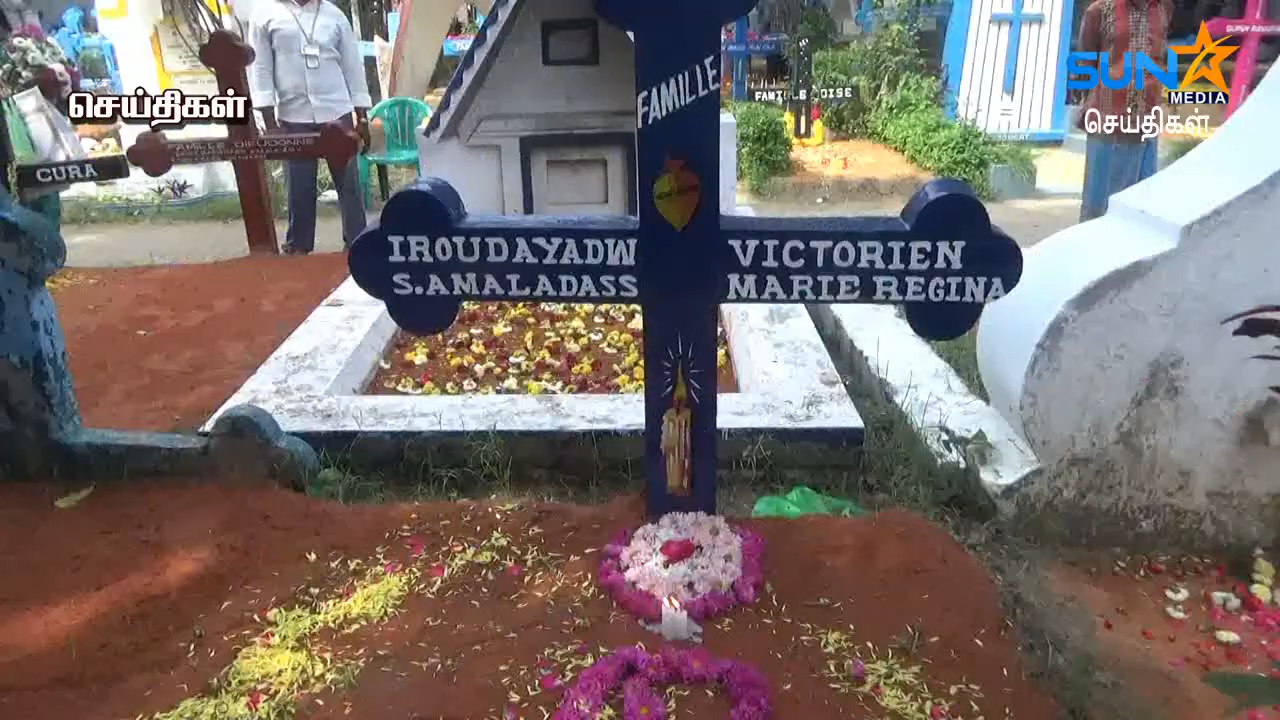 செய்திகள்
SUN
MEDIA
செய்திகள்
CURA
FAMILLE DIEUDONNE
FAMILLE
IROUDAYADW VICTORIEN
S.AMALADASS MARIE REGINA